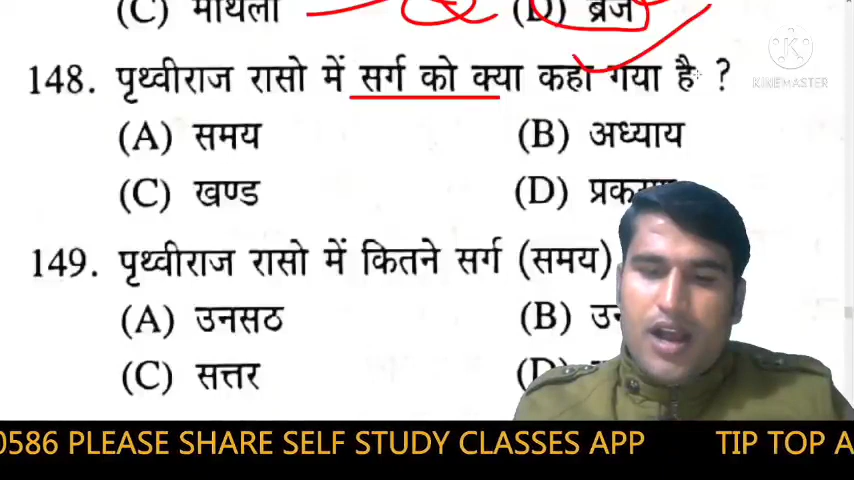 (C) मैथिली (D) ब्रज
148. पृथ्वीराज रासो में सर्ग को क्या कहा गया है ?
(A) समय (B) अध्याय
(C) खण्ड (D)
149. पृथ्वीराज रासो में कितने सर्ग (समय)
(A) उनसठ (B)
(C) सत्तर (D)
0586 PLEASE SHARE SELF STUDY CLASSES APP TIP TOP A
KINEMASTER